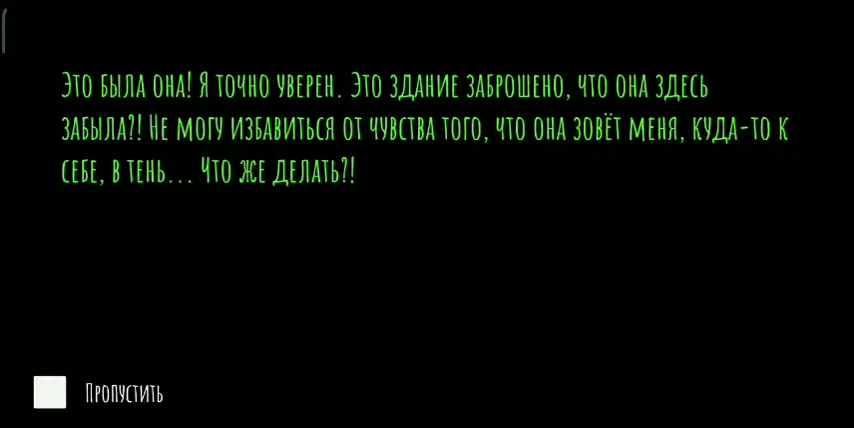 Это была она! Я точно уверен. Это здание заброшено, что она здесь
забыла?! Не могу избавиться от чувства того, что она зовёт меня, куда-то к
себе, в тень... Что же делать?!
Пропустить